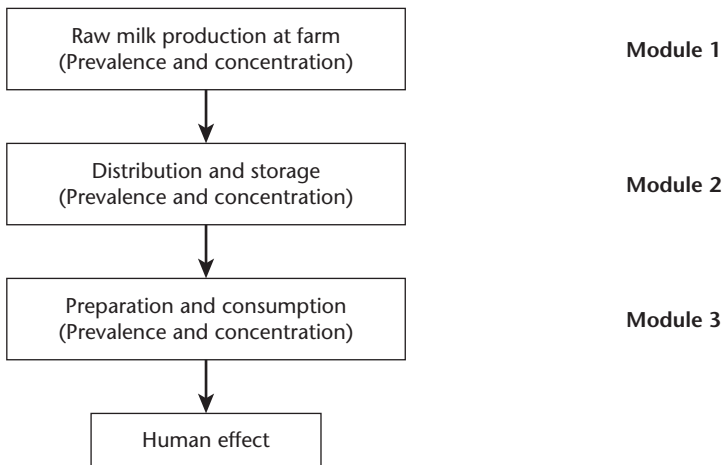 Raw milk production at farm
(Prevalence and concentration)
Module 1
Distribution and storage
(Prevalence and concentration)
Module 2
Preparation and consumption
(Prevalence and concentration)
Module 3
Human effect